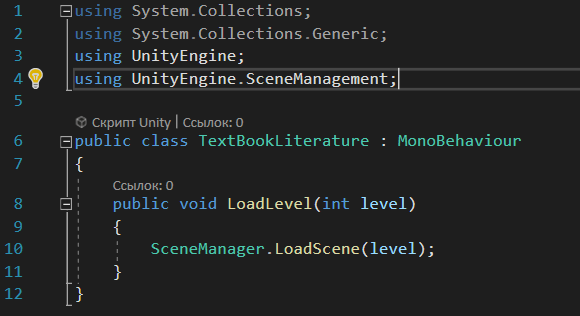 1 using System.Collections;
2 using System.Collections.Generic;
3 using UnityEngine;
4 using UnityEngine.SceneManagement;
5
Скрипт Unity | Ссылок: 0
6 public class TextBookLiterature : MonoBehaviour
7 {
Ссылок: 0
8 public void LoadLevel(int level)
9 {
10 SceneManager.LoadScene(level);
11 }
12 }